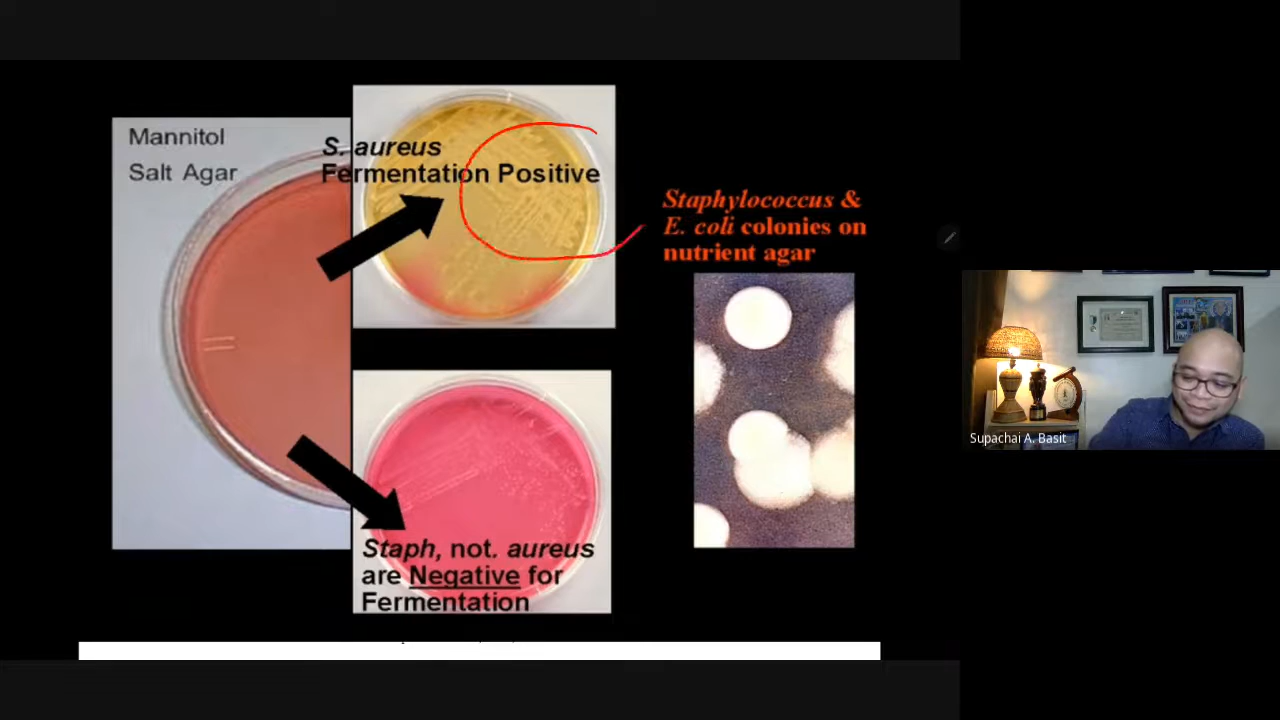 Mannitol
Salt Agar
S. aureus
Fermentation Positive
Staphylococcus &
E. coli colonies on
nutrient agar
Staph, not. aureus
are Negative for
Fermentation
Supachai A. Basit